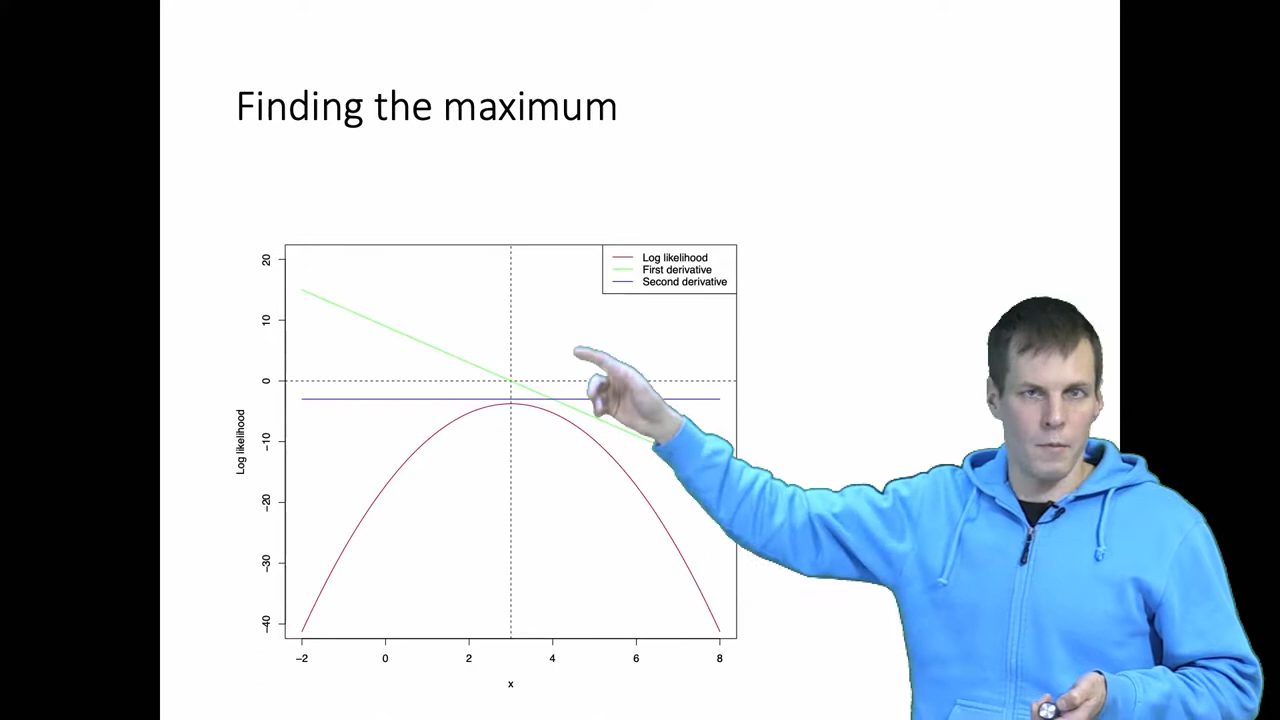 Finding the maximum
Log likelihood
First derivative
Second derivative
20
10
0
−10
−20
−30
−40
Log likelihood
−2 0 2 4 6 8
x